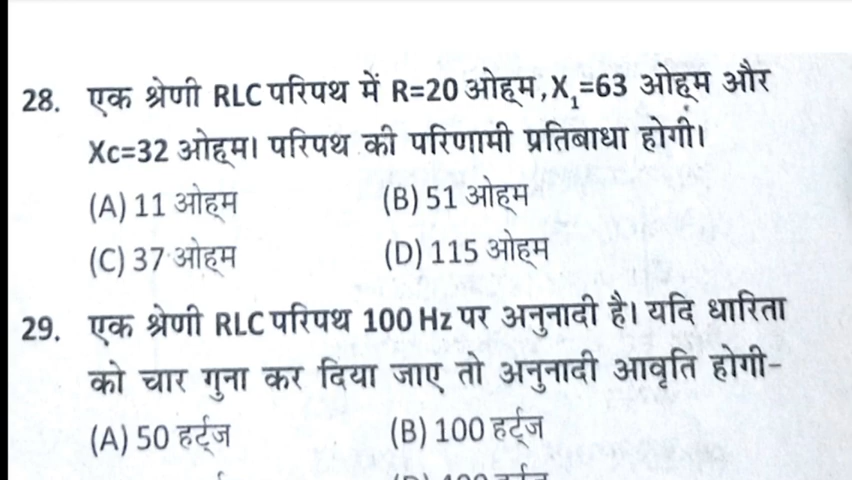 28. एक श्रेणी RLC परिपथ में R=20 ओह्म, X₁=63 ओह्म और
Xc=32 ओह्म। परिपथ की परिणामी प्रतिबाधा होगी।
(A) 11 ओह्म (B) 51 ओह्म
(C) 37 ओह्म (D) 115 ओह्म
29. एक श्रेणी RLC परिपथ 100 Hz पर अनुनादी है। यदि धारिता
को चार गुना कर दिया जाए तो अनुनादी आवृति होगी-
(A) 50 हर्ट्ज (B) 100 हर्ट्ज